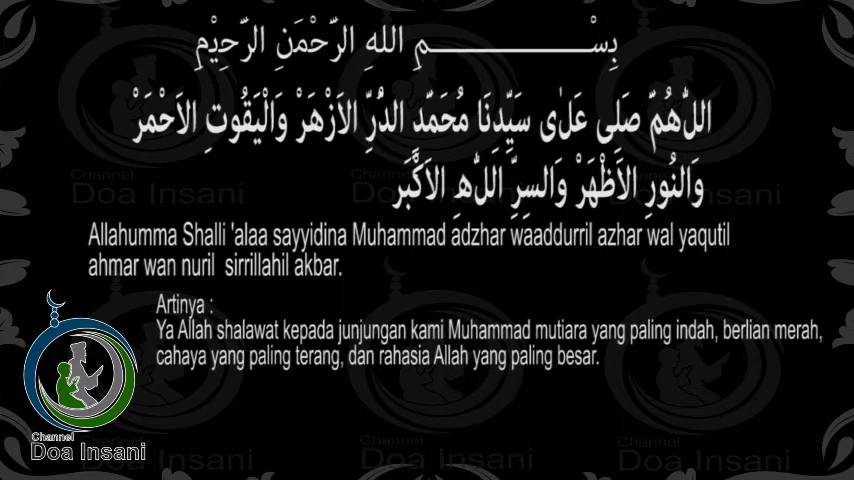 بِسْــــــــمِ اللهِ الرَّحْمَنِ الرَّحِيْمِ
اللّٰهُمَّ صَلِى عَلٰى سَيِّدِنَا مُحَمَّد الدُّرِّ الاَزْهَرْ وَالْيَقُوتِ الاَحْمَرْ
وَالنُورِ الاَظْهَرْ وَالسِرِّ اللّٰهِ الاَكْبَر
Allahumma Shalli 'alaa sayyidina Muhammad adzhar waaddurril azhar wal yaqutil
ahmar wan nuril sirrillahil akbar.
Artinya :
Ya Allah shalawat kepada junjungan kami Muhammad mutiara yang paling indah, berlian merah,
cahaya yang paling terang, dan rahasia Allah yang paling besar.
Channel
Doa Insani